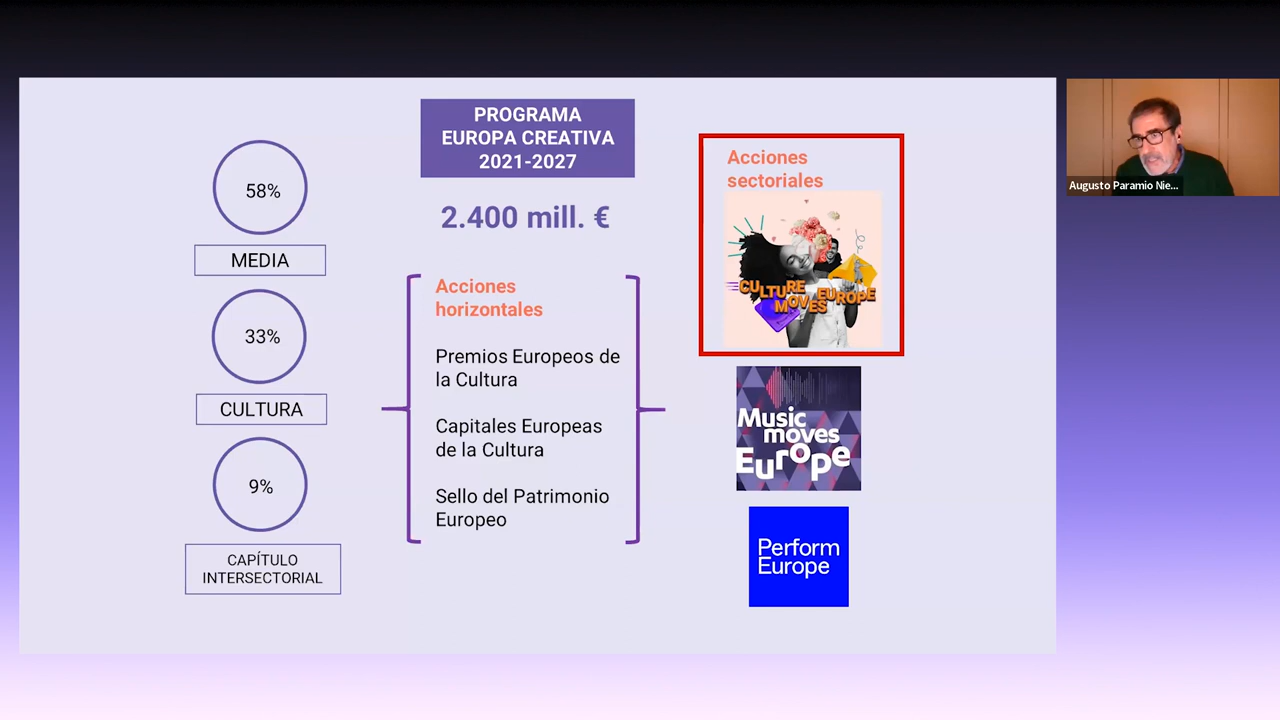 PROGRAMA
EUROPA CREATIVA
2021-2027
2.400 mill. €
58%
MEDIA
33%
CULTURA
9%
CAPÍTULO
INTERSECTORIAL
Acciones
horizontales
Premios Europeos de
la Cultura
Capitales Europeas
de la Cultura
Sello del Patrimonio
Europeo
Acciones
sectoriales
CULTURE
MOVES
EUROPE
Music
moves
Europe
Perform
Europe
Augusto Paramio Nie...